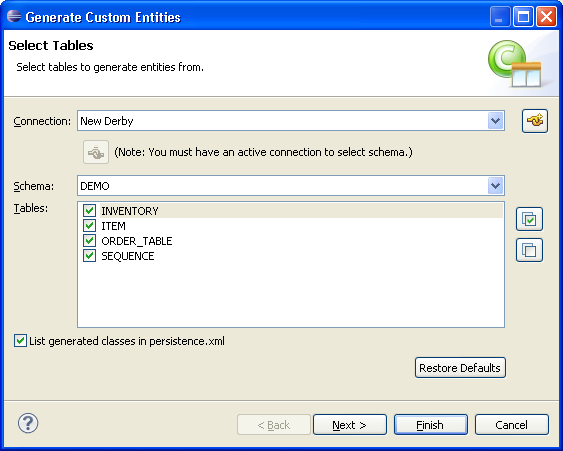 Generate Custom Entities
Select Tables
Select tables to generate entities from.
Connection: New Derby
(Note: You must have an active connection to select schema.)
Schema: DEMO
Tables: INVENTORY
ITEM
ORDER_TABLE
SEQUENCE
List generated classes in persistence.xml
Restore Defaults
< Back Next > Finish Cancel